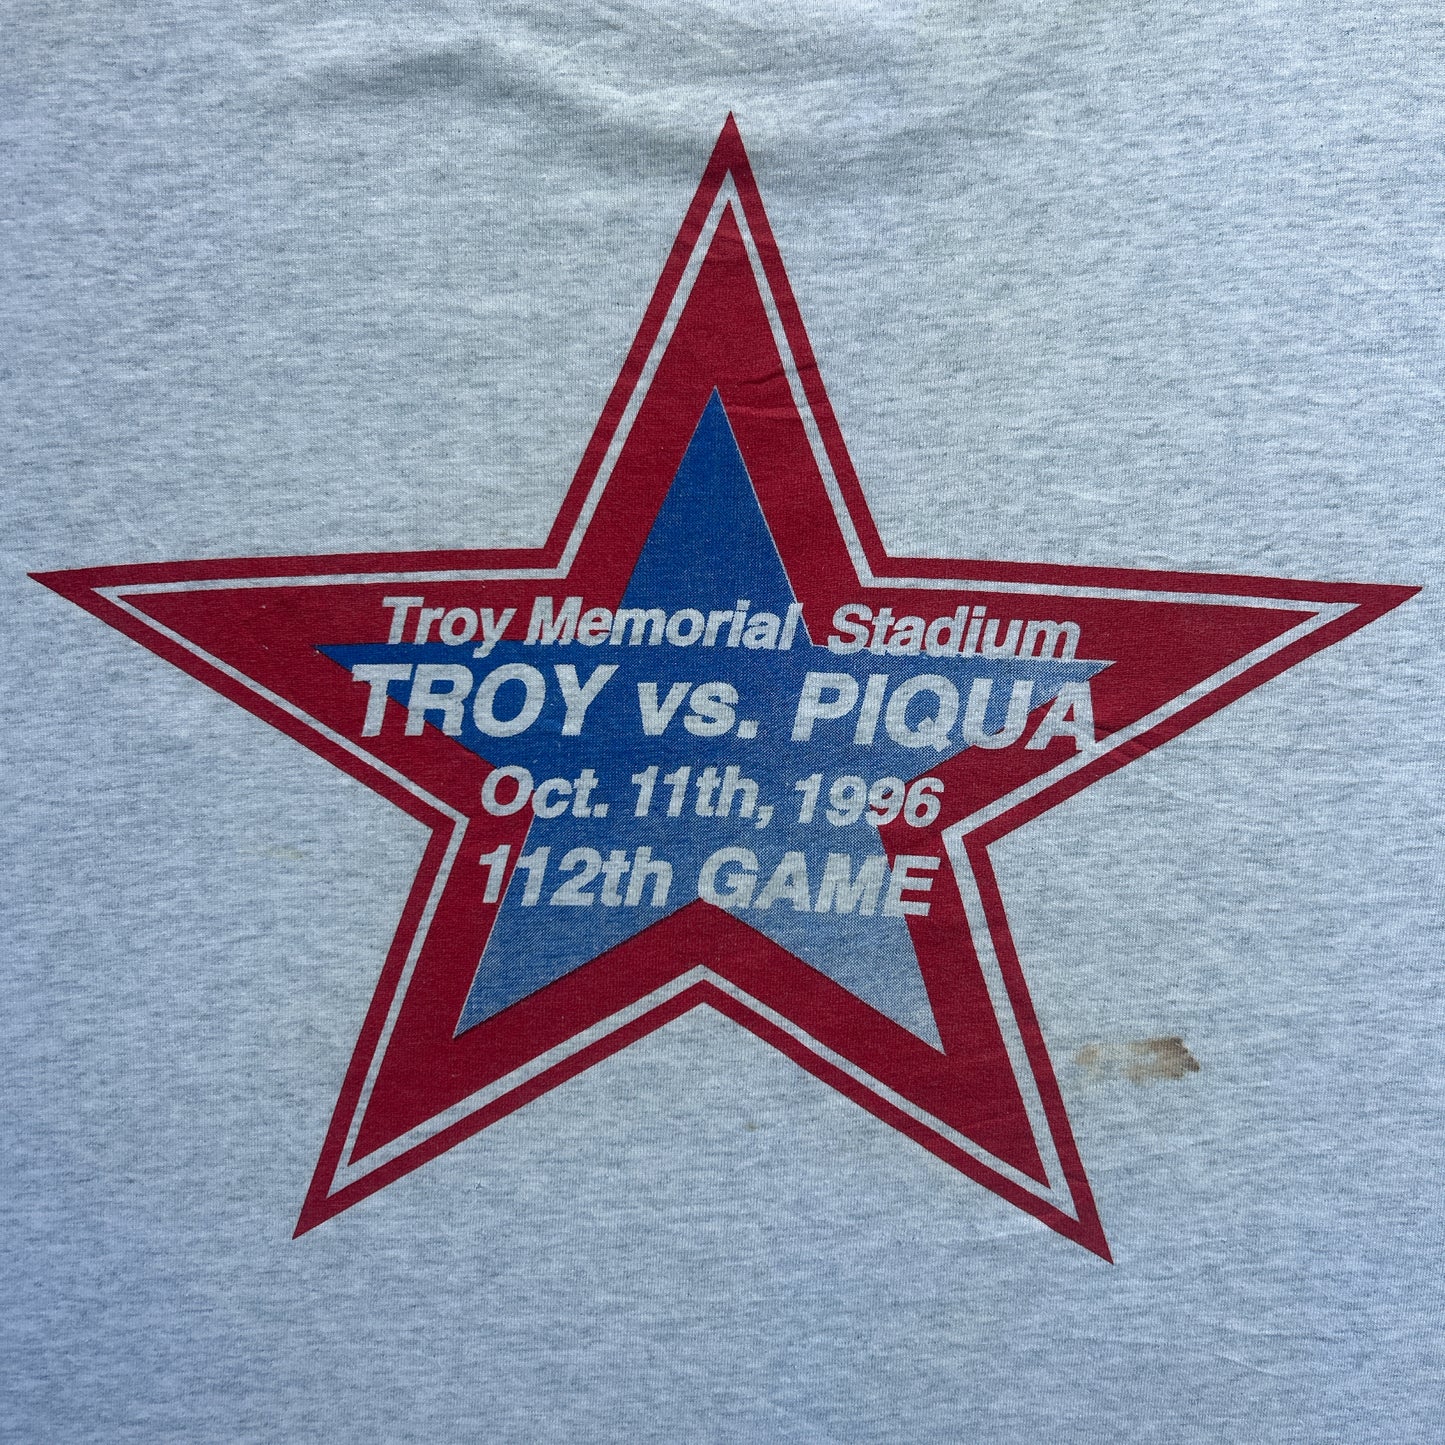 Troy Memorial Stadium
TROY vs. PIQUA
Oct. 11th, 1996
112th GAME